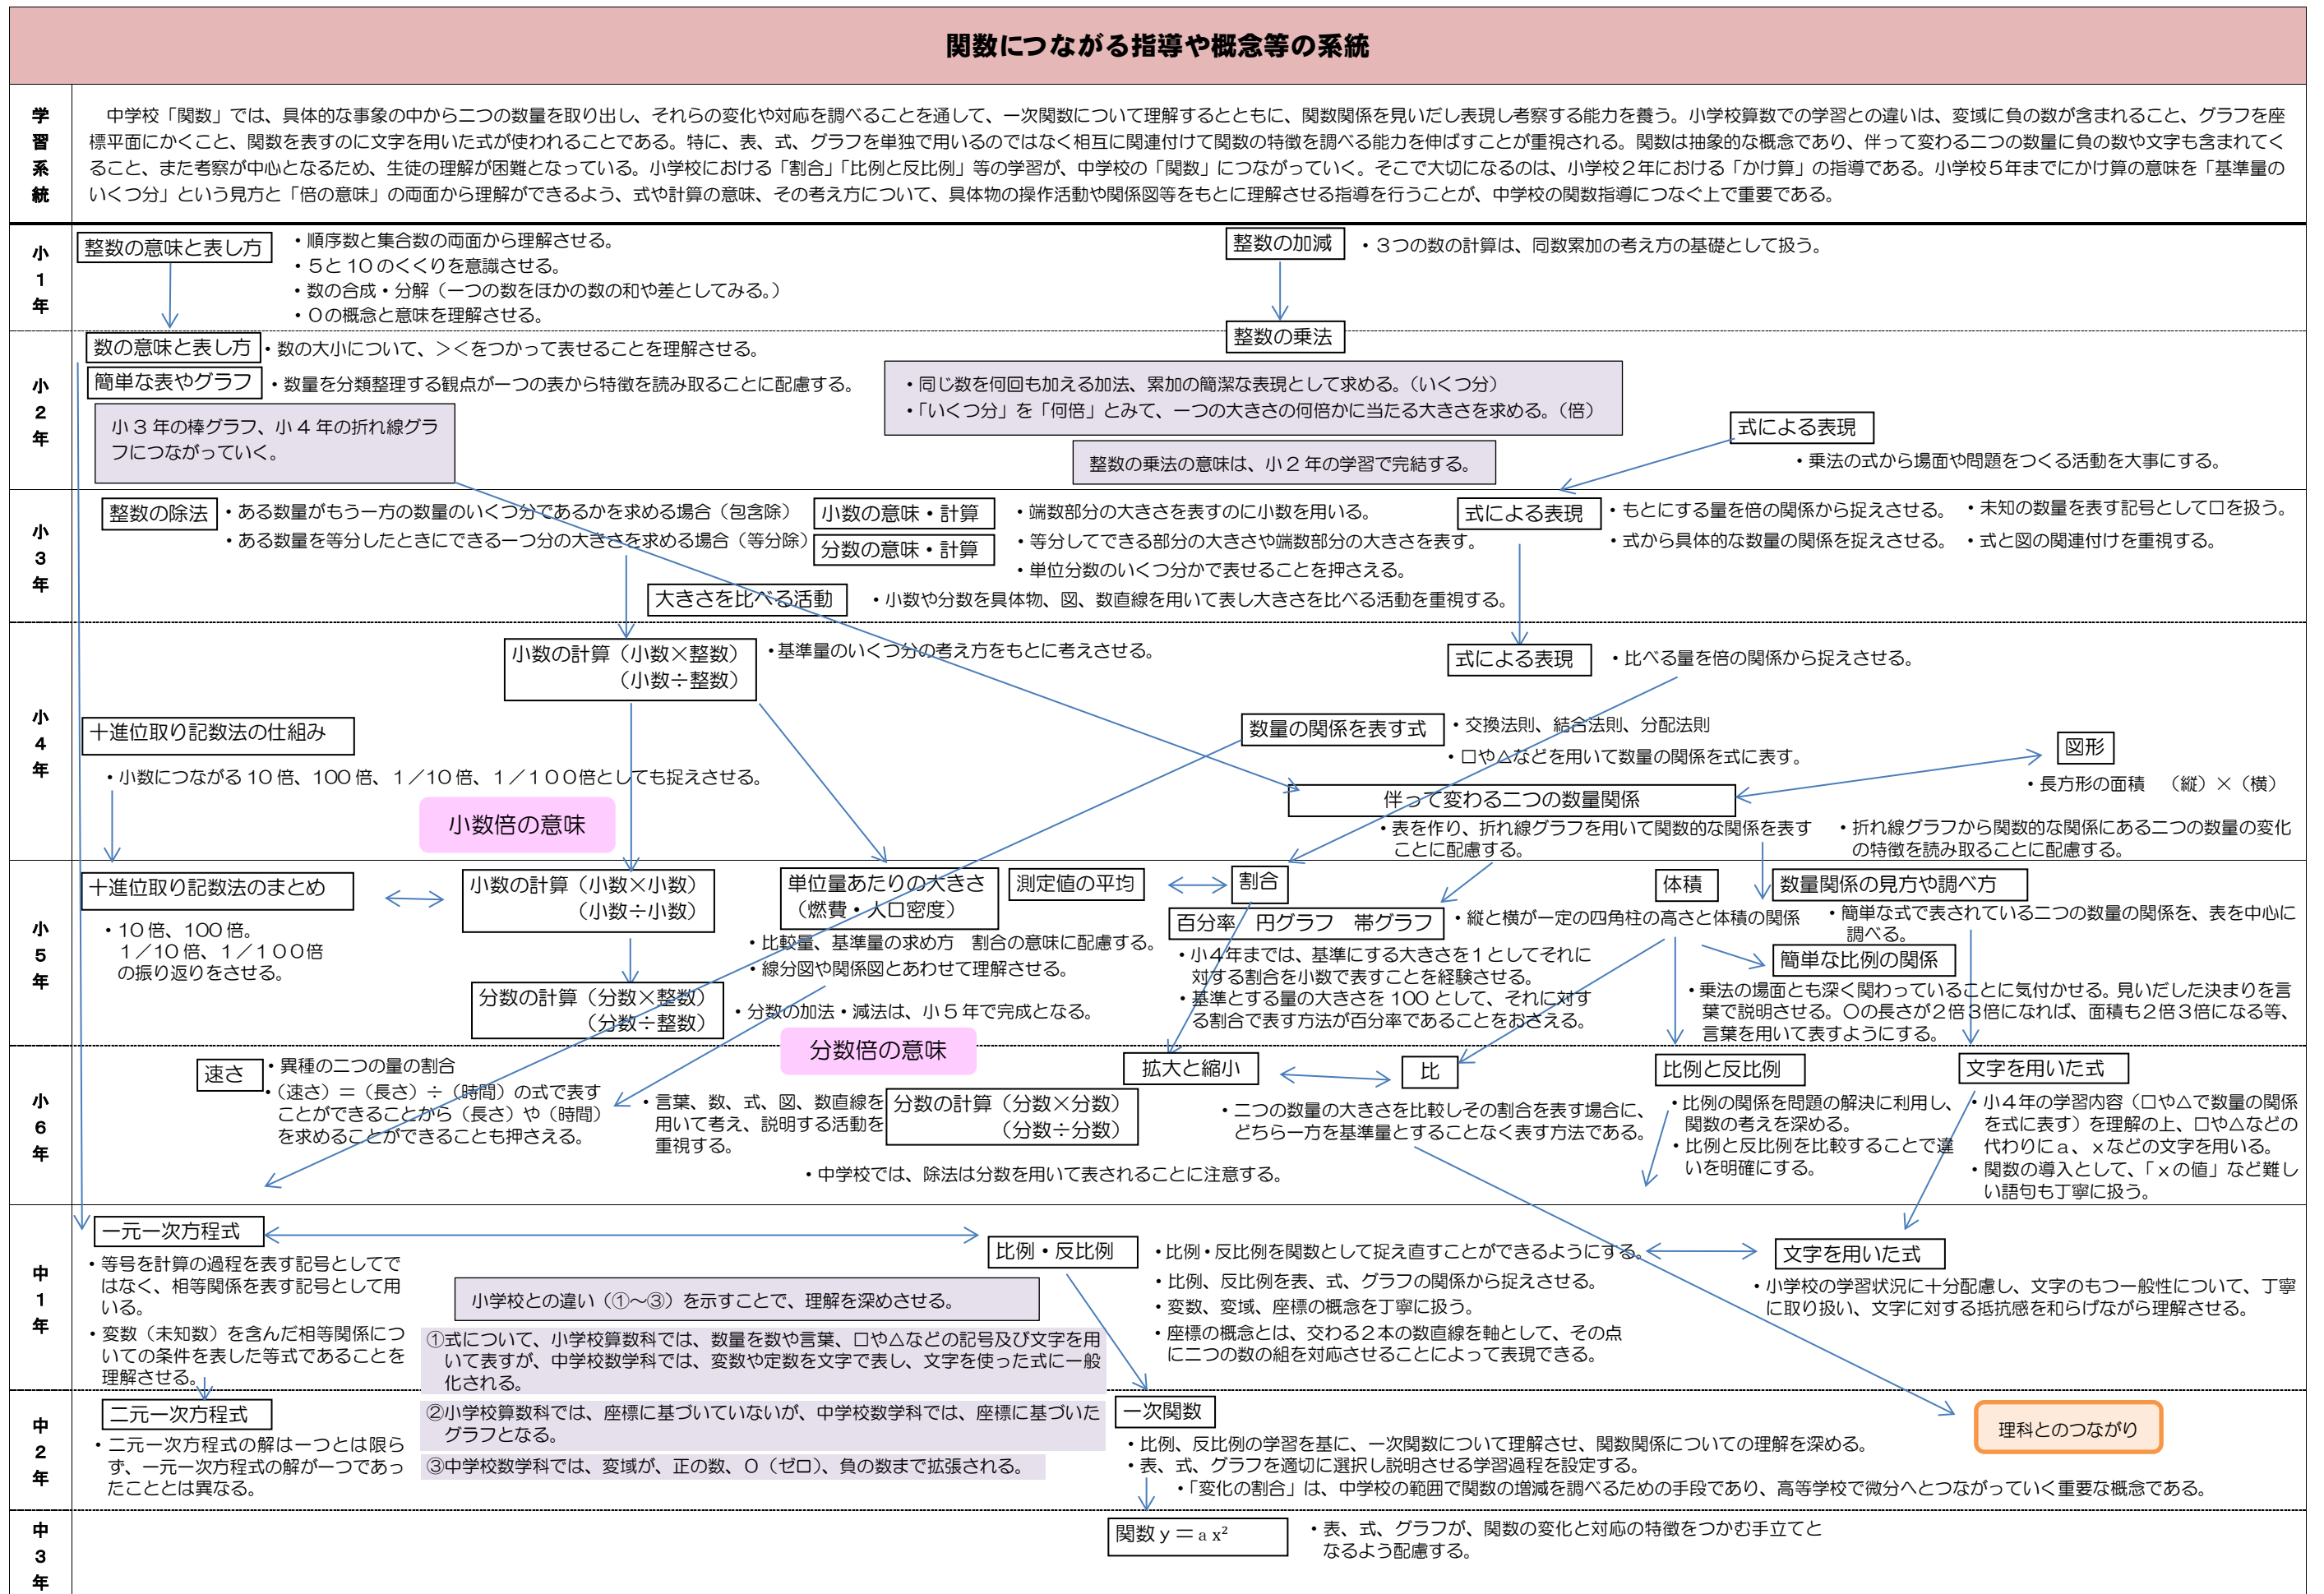 関数につながる指導や概念等の系統
学習系統
中学校「関数」では、具体的な事象の中から二つの数量を取り出し、それらの変化や対応を調べることを通して、一次関数について理解するとともに、関数関係を見いだし表現し考察する能力を養う。小学校算数での学習との違いは、変域に負の数が含まれること、グラフを座
標平面にかくこと、関数を表すのに文字を用いた式が使われることである。特に、表、式、グラフを単独で用いるのではなく相互に関連付けて関数の特徴を調べる能力を伸ばすことが重視される。関数は抽象的な概念であり、伴って変わる二つの数量に負の数や文字も含まれてく
ること、また考察が中心となるため、生徒の理解が困難となっている。小学校における「割合」「比例と反比例」等の学習が、中学校の「関数」につながっていく。そこで大切になるのは、小学校２年における「かけ算」の指導である。小学校５年までにかけ算の意味を「基準量の
いくつ分」という見方と「倍の意味」の両面から理解ができるよう、式や計算の意味、その考え方について、具体物の操作活動や関係図等をもとに理解させる指導を行うことが、中学校の関数指導につなぐ上で重要である。
小１年
整数の意味と表し方
・順序数と集合数の両面から理解させる。
・５と10のくくりを意識させる。
・数の合成・分解（一つの数をほかの数の和や差としてみる。）
・０の概念と意味を理解させる。
整数の加減
・３つの数の計算は、同数累加の考え方の基礎として扱う。
小２年
数の意味と表し方
・数の大小について、＞＜をつかって表せることを理解させる。
簡単な表やグラフ
・数量を分類整理する観点が一つの表から特徴を読み取ることに配慮する。
小３年の棒グラフ、小４年の折れ線グラ
フにつながっていく。
整数の乗法
・同じ数を何回も加える加法、累加の簡潔な表現として求める。（いくつ分）
・「いくつ分」を「何倍」とみて、一つの大きさの何倍かに当たる大きさを求める。（倍）
整数の乗法の意味は、小２年の学習で完結する。
式による表現
・乗法の式から場面や問題をつくる活動を大事にする。
小３年
整数の除法
・ある数量がもう一方の数量のいくつ分であるかを求める場合（包含除）
・ある数量を等分したときにできる一つ分の大きさを求める場合（等分除）
小数の意味・計算
・端数部分の大きさを表すのに小数を用いる。
分数の意味・計算
・等分してできる部分の大きさや端数部分の大きさを表す。
・単位分数のいくつ分かで表せることを押さえる。
大きさを比べる活動
・小数や分数を具体物、図、数直線を用いて表し大きさを比べる活動を重視する。
式による表現
・もとにする量を倍の関係から捉えさせる。
・未知の数量を表す記号として□を扱う。
・式から具体的な数量の関係を捉えさせる。
・式と図の関連付けを重視する。
小４年
小数の計算（小数×整数）
（小数÷整数）
・基準量のいくつ分の考え方をもとに考えさせる。
式による表現
・比べる量を倍の関係から捉えさせる。
十進位取り記数法の仕組み
・小数につながる10倍、100倍、１／10倍、１／１００倍としても捉えさせる。
小数倍の意味
数量の関係を表す式
・交換法則、結合法則、分配法則
・□や△などを用いて数量の関係を式に表す。
図形
・長方形の面積　（縦）×（横）
伴って変わる二つの数量関係
・表を作り、折れ線グラフを用いて関数的な関係を表す
ことに配慮する。
・折れ線グラフから関数的な関係にある二つの数量の変化
の特徴を読み取ることに配慮する。
小５年
十進位取り記数法のまとめ
・10倍、100倍。
１／10倍、１／１００倍
の振り返りをさせる。
小数の計算（小数×小数）
（小数÷小数）
分数の計算（分数×整数）
（分数÷整数）
単位量あたりの大きさ
（燃費・人口密度）
・比較量、基準量の求め方　割合の意味に配慮する。
・線分図や関係図とあわせて理解させる。
・分数の加法・減法は、小５年で完成となる。
測定値の平均
割合
百分率　円グラフ　帯グラフ
・小４年までは、基準にする大きさを１としてそれに
対する割合を小数で表すことを経験させる。
・基準とする量の大きさを100として、それに対す
る割合で表す方法が百分率であることをおさえる。
体積
・縦と横が一定の四角柱の高さと体積の関係
数量関係の見方や調べ方
・簡単な式で表されている二つの数量の関係を、表を中心に
調べる。
簡単な比例の関係
・乗法の場面とも深く関わっていることに気付かせる。見いだした決まりを言
葉で説明させる。〇の長さが２倍３倍になれば、面積も２倍３倍になる等、
言葉を用いて表すようにする。
分数倍の意味
小６年
速さ
・異種の二つの量の割合
・（速さ）＝（長さ）÷（時間）の式で表す
ことができることから（長さ）や（時間）
を求めることができることも押さえる。
・言葉、数、式、図、数直線を
用いて考え、説明する活動を
重視する。
分数の計算（分数×分数）
（分数÷分数）
・中学校では、除法は分数を用いて表されることに注意する。
拡大と縮小
比
・二つの数量の大きさを比較しその割合を表す場合に、
どちら一方を基準量とすることなく表す方法である。
比例と反比例
・比例の関係を問題の解決に利用し、
関数の考えを深める。
・比例と反比例を比較することで違
いを明確にする。
文字を用いた式
・小４年の学習内容（□や△で数量の関係
を式に表す）を理解の上、□や△などの
代わりにａ、ｘなどの文字を用いる。
・関数の導入として、「ｘの値」など難し
い語句も丁寧に扱う。
中１年
一元一次方程式
・等号を計算の過程を表す記号としてで
はなく、相等関係を表す記号として用
いる。
・変数（未知数）を含んだ相等関係につ
いての条件を表した等式であることを
理解させる。
比例・反比例
・比例・反比例を関数として捉え直すことができるようにする。
・比例、反比例を表、式、グラフの関係から捉えさせる。
・変数、変域、座標の概念を丁寧に扱う。
・座標の概念とは、交わる２本の数直線を軸として、その点
に二つの数の組を対応させることによって表現できる。
文字を用いた式
・小学校の学習状況に十分配慮し、文字のもつ一般性について、丁寧
に取り扱い、文字に対する抵抗感を和らげながら理解させる。
小学校との違い（①～③）を示すことで、理解を深めさせる。
①式について、小学校算数科では、数量を数や言葉、□や△などの記号及び文字を用
いて表すが、中学校数学科では、変数や定数を文字で表し、文字を使った式に一般
化される。
中２年
二元一次方程式
・二元一次方程式の解は一つとは限ら
ず、一元一次方程式の解が一つであっ
たこととは異なる。
②小学校算数科では、座標に基づいていないが、中学校数学科では、座標に基づいた
グラフとなる。
③中学校数学科では、変域が、正の数、０（ゼロ）、負の数まで拡張される。
一次関数
・比例、反比例の学習を基に、一次関数について理解させ、関数関係についての理解を深める。
・表、式、グラフを適切に選択し説明させる学習過程を設定する。
・「変化の割合」は、中学校の範囲で関数の増減を調べるための手段であり、高等学校で微分へとつながっていく重要な概念である。
理科とのつながり
中３年
関数ｙ＝ａx²
・表、式、グラフが、関数の変化と対応の特徴をつかむ手立てと
なるよう配慮する。